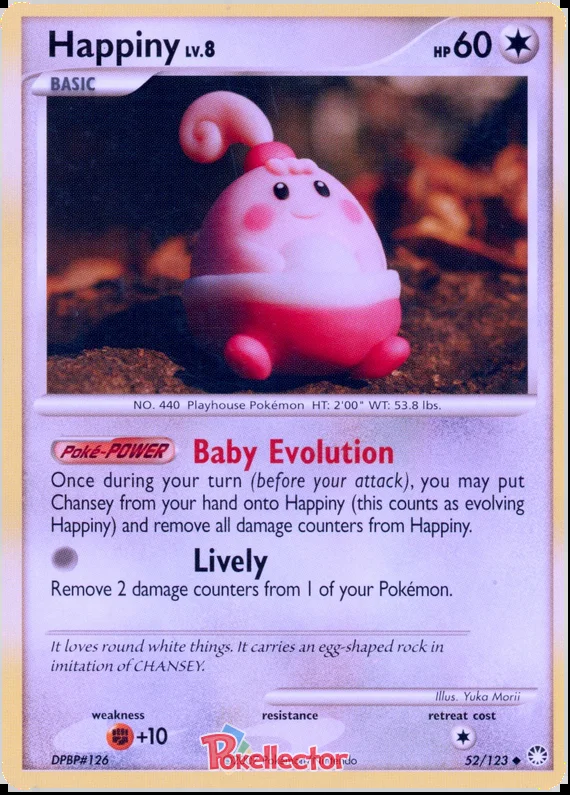 Happiny LV.8
HP 60
BASIC
NO. 440 Playhouse Pokémon HT: 2'00" WT: 53.8 lbs.
Poké-POWER Baby Evolution
Once during your turn (before your attack), you may put
Chansey from your hand onto Happiny (this counts as evolving
Happiny) and remove all damage counters from Happiny.
Lively
Remove 2 damage counters from 1 of your Pokémon.
It loves round white things. It carries an egg-shaped rock in
imitation of CHANSEY.
Illus. Yuka Morii
weakness resistance retreat cost
+10
DPBP#126 Pokellector 52/123